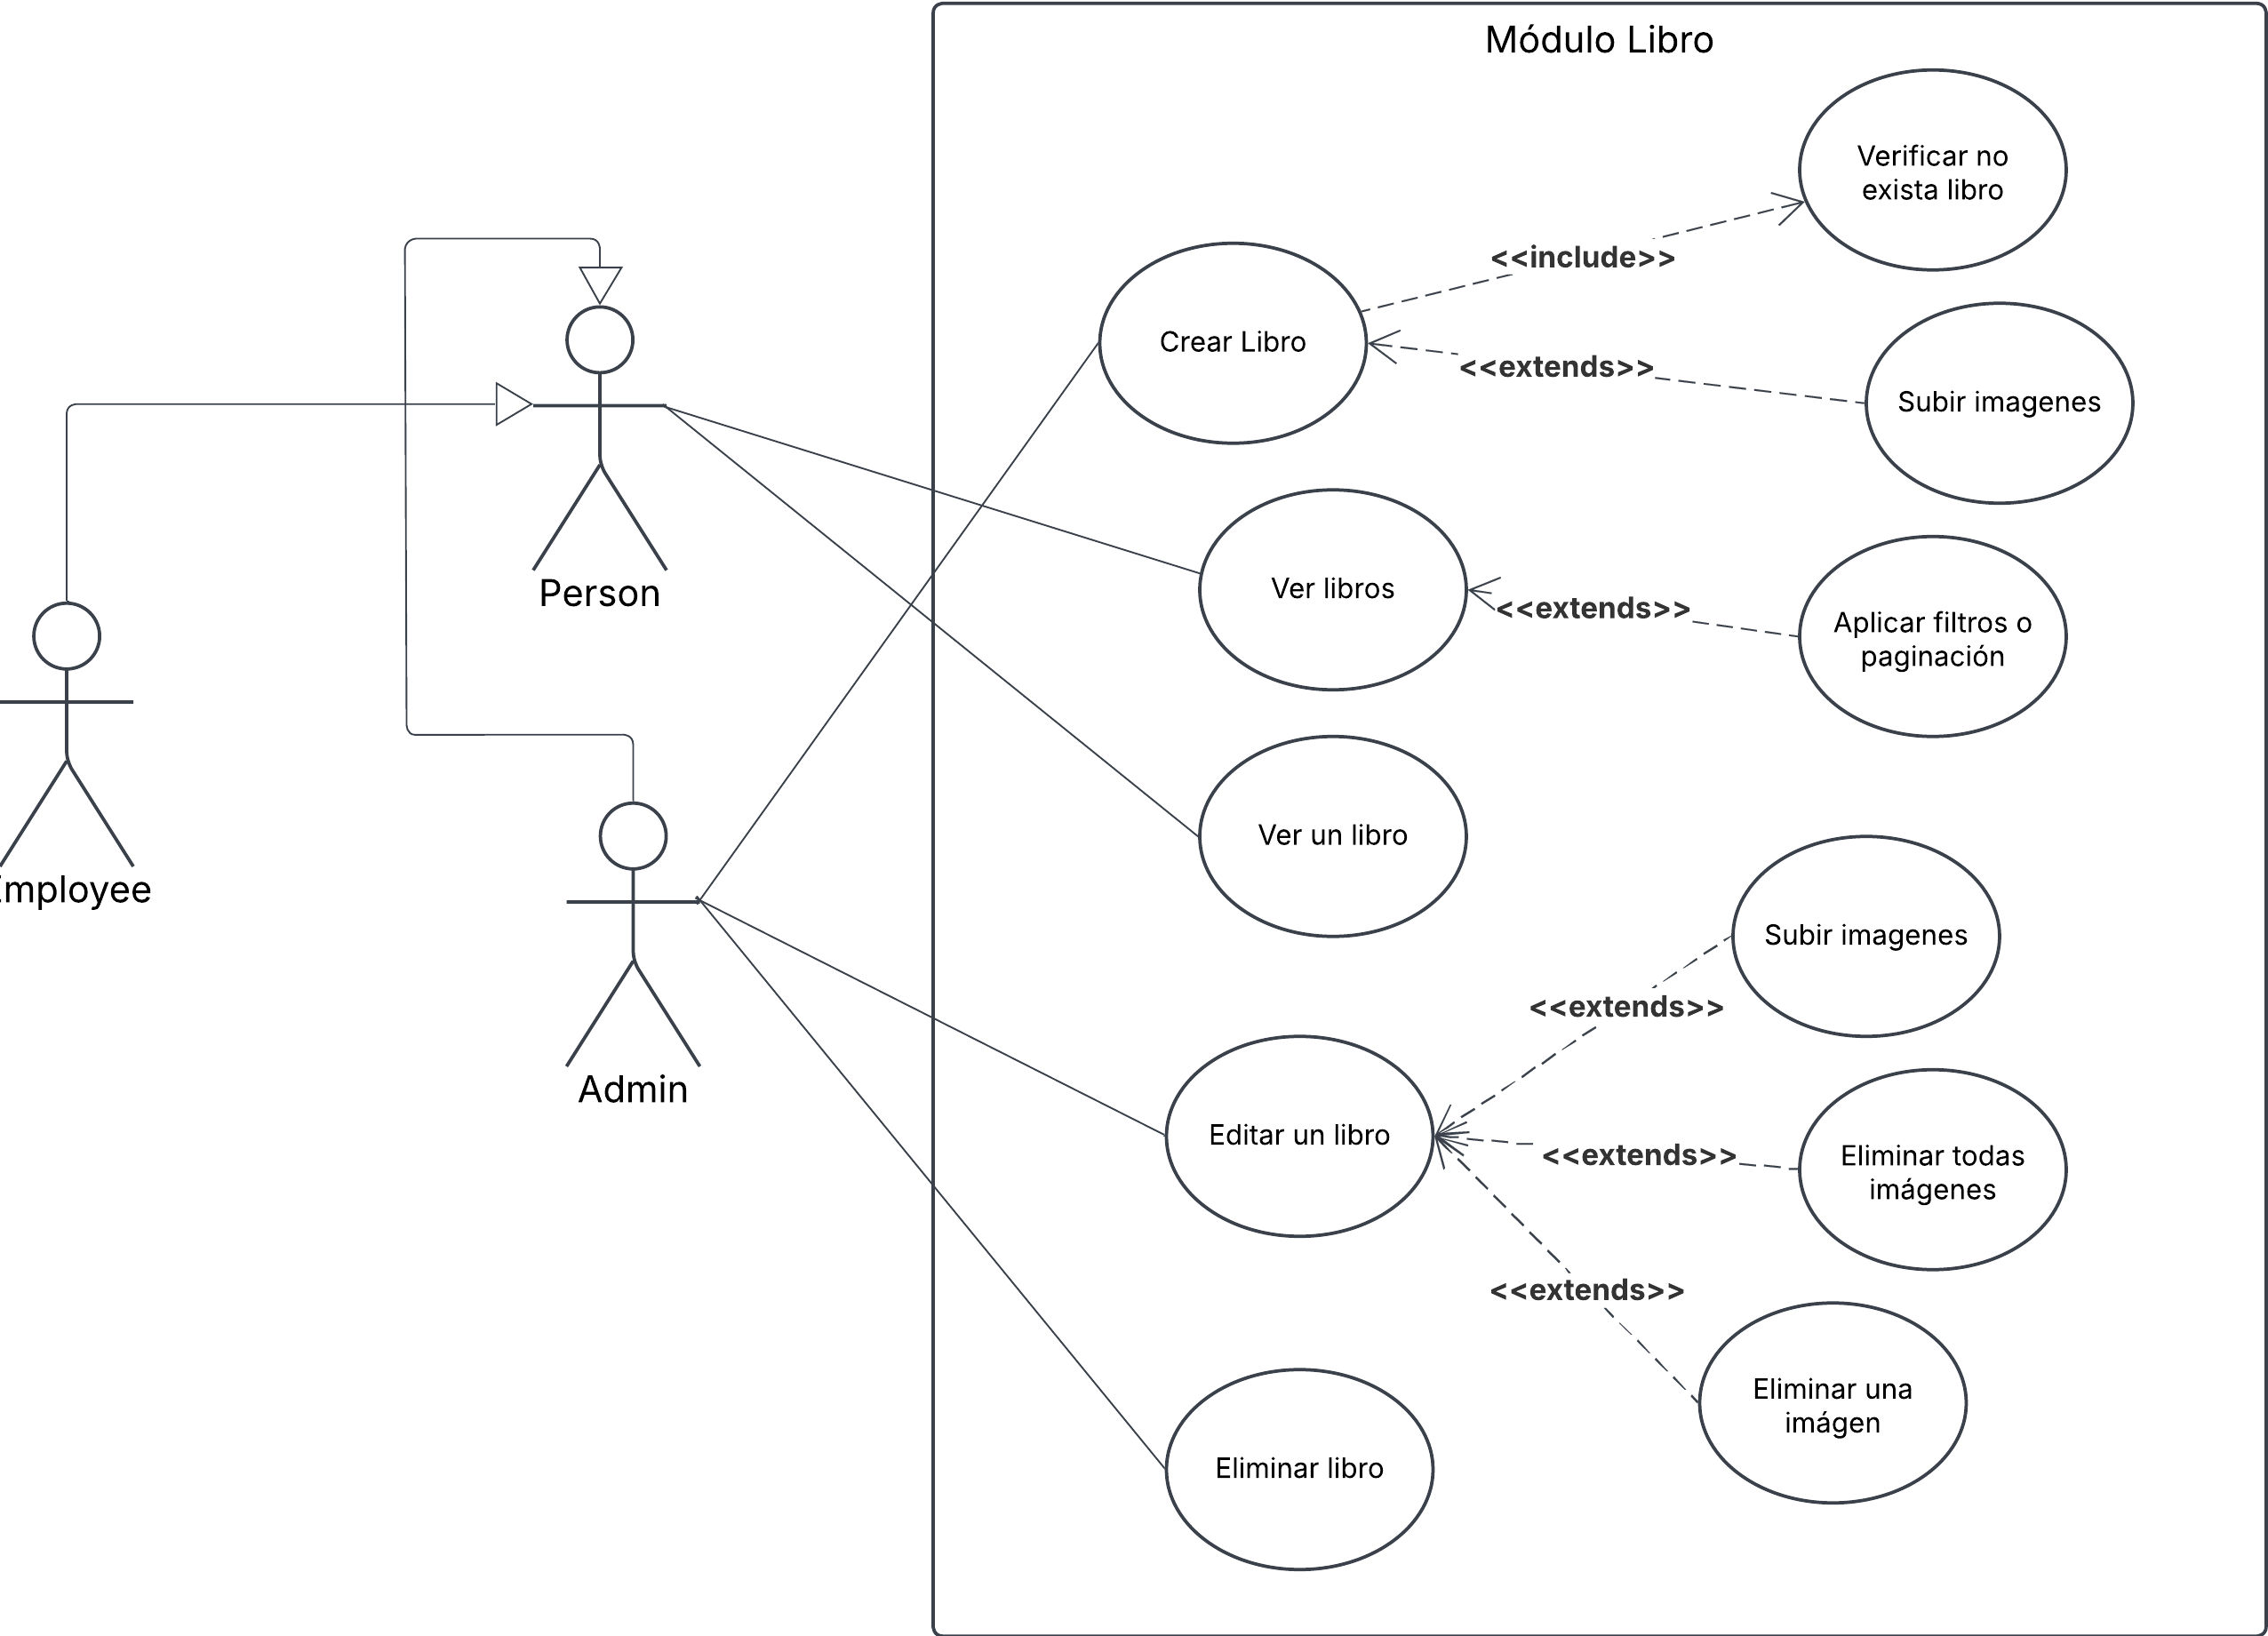 Módulo Libro
Verificar no
exista libro
<<include>>
Crear Libro
<<extends>>
Subir imagenes
Person
Ver libros
<<extends>>
Aplicar filtros o
paginación
Employee
Ver un libro
Admin
Subir imagenes
<<extends>>
Editar un libro
<<extends>>
Eliminar todas
imágenes
<<extends>>
Eliminar una
imágen
Eliminar libro